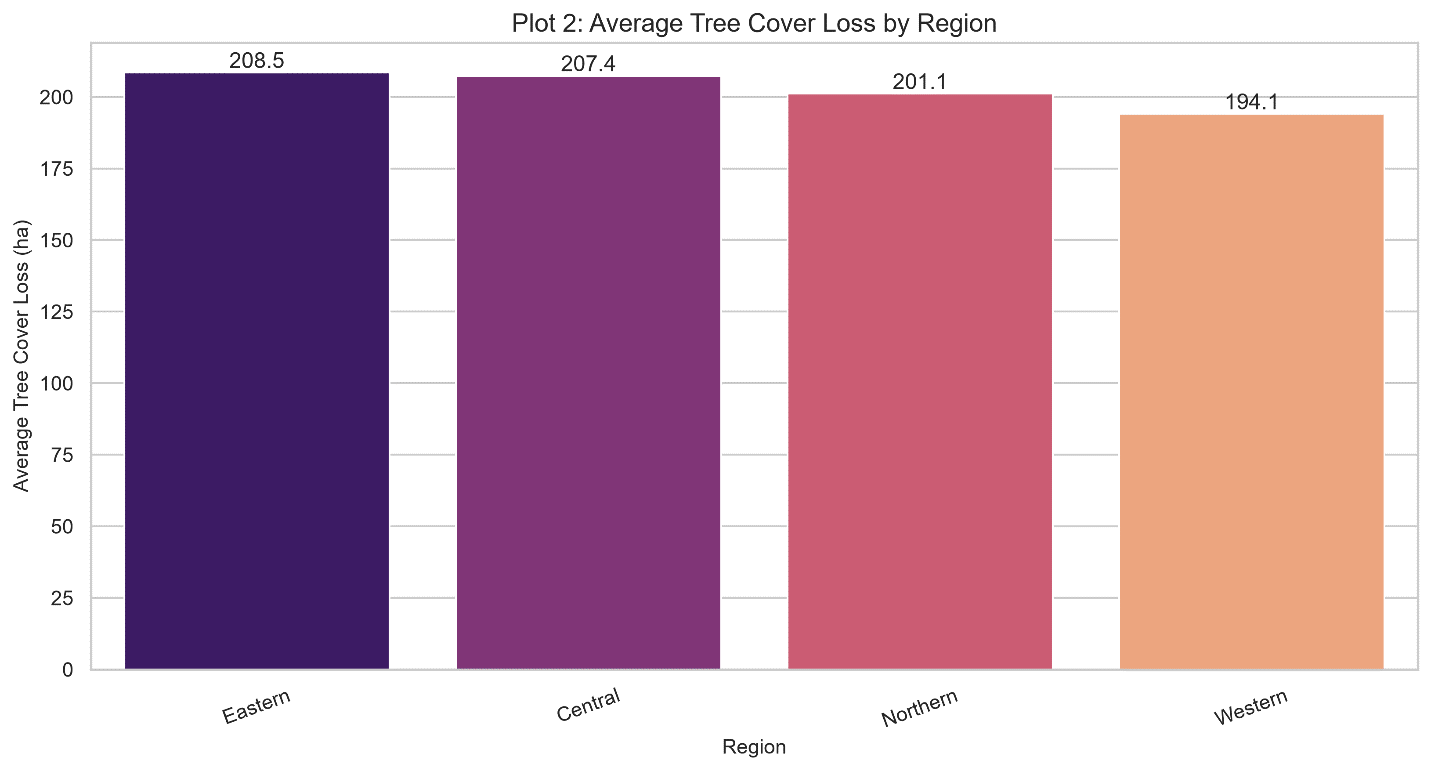 Plot 2: Average Tree Cover Loss by Region
208.5
207.4
201.1
194.1
200
175
150
125
100
75
50
25
0
Average Tree Cover Loss (ha)
Eastern
Central
Northern
Western
Region